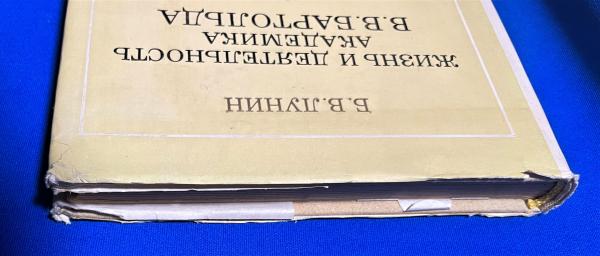 Б. В. ЛУНИН
ЖИЗНЬ И ДЕЯТЕЛЬНОСТЬ
АКАДЕМИКА
В. В. БАРТОЛЬДА